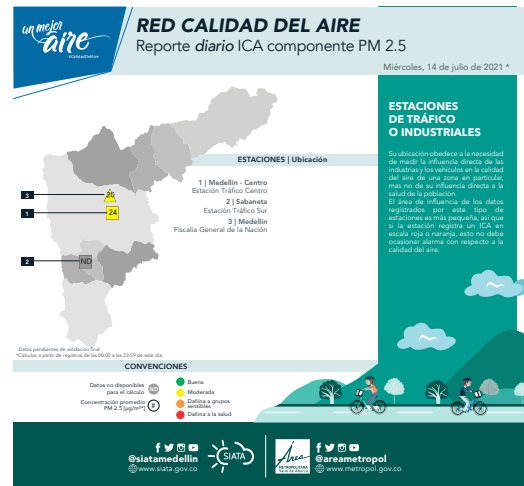 un mejor
aire
#CalidadDelAire
RED CALIDAD DEL AIRE
Reporte diario ICA componente PM 2.5
Miércoles, 14 de julio de 2021 *
ESTACIONES
DE TRÁFICO
O INDUSTRIALES
Su ubicación obedece a la necesidad
de medir la influencia directa de las
industrias y los vehículos en la calidad
del aire de una zona en particular,
mas no de su influencia directa a la
salud de la población.
El área de influencia de los datos
registrados por este tipo de
estaciones es más pequeña, así que
si la estación registra un ICA en
escala roja o naranja, esto no debe
ocasionar alarma con respecto a la
calidad del aire.
ESTACIONES | Ubicación
1 | Medellín - Centro
Estación Tráfico Centro
2 | Sabaneta
Estación Tráfico Sur
3 | Medellín
Fiscalía General de la Nación
3
20
1
24
2
ND
Datos pendientes de validación final.
*Cálculos a partir de registros de las 00:00 a las 23:59 de este día.
CONVENCIONES
Datos no disponibles
para el cálculo
ND
Concentración promedio
PM 2.5 [µg/m³*]
#
Buena
Moderada
Dañina a grupos
sensibles
Dañina a la salud
@siatamedellin
www.siata.gov.co
SIATA
Área
METROPOLITANA
Valle de Aburrá
@areametropol
www.metropol.gov.co